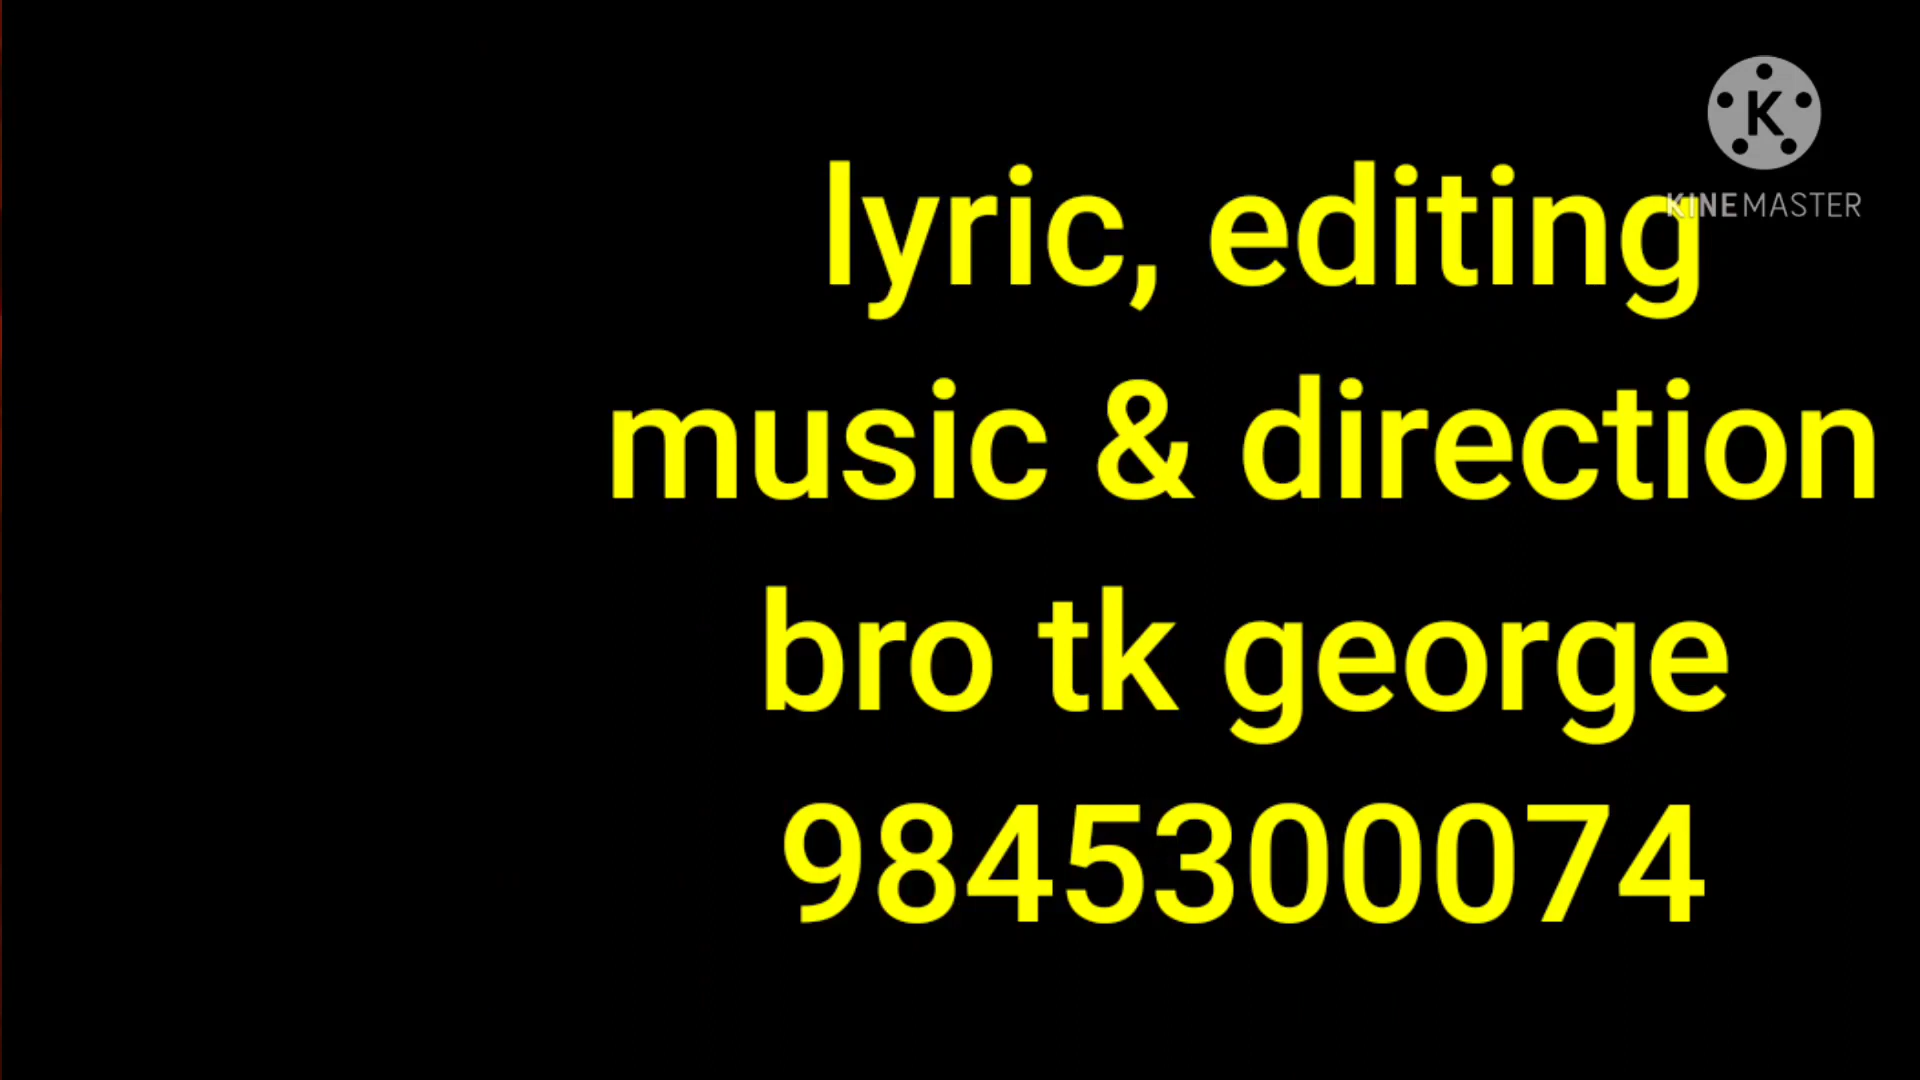 K
KINEMASTER
lyric, editing
music & direction
bro tk george
9845300074